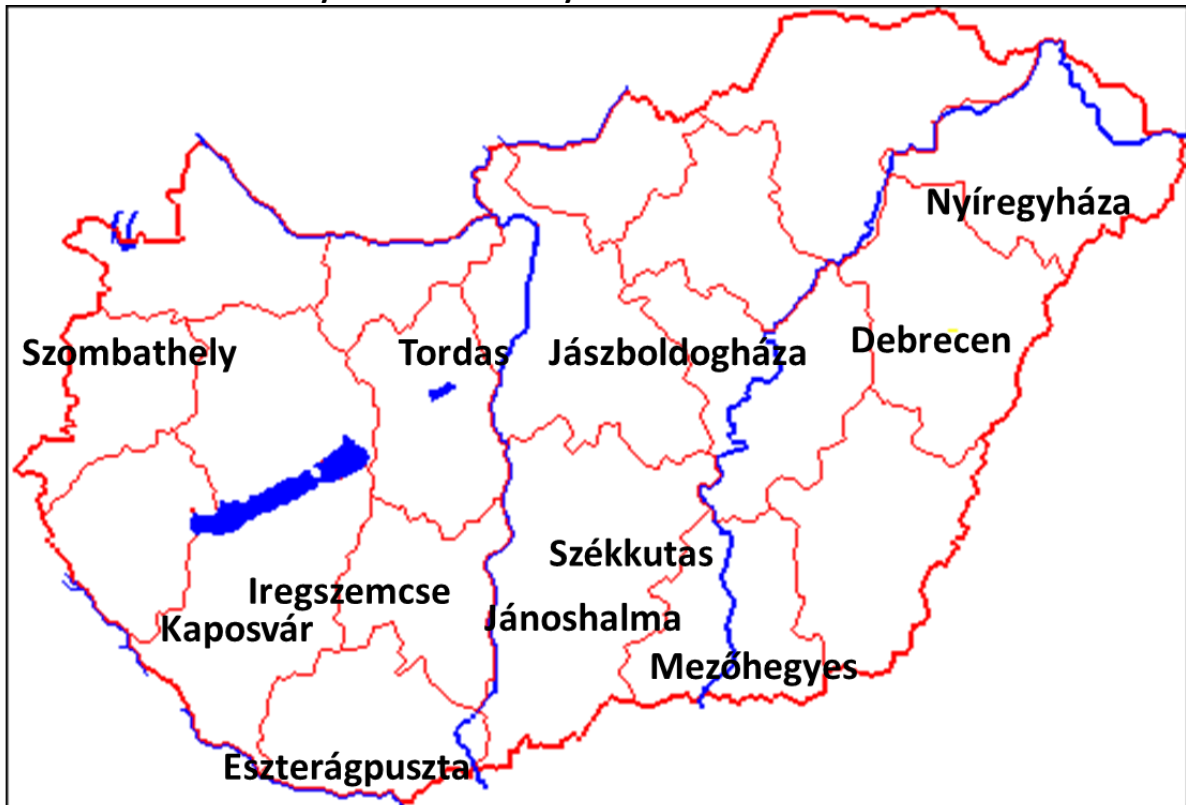 Nyíregyháza
Szombathely
Tordas
Jászboldogháza
Debrecen
Székkutas
Iregszemcse
Jánoshalma
Kaposvár
Mezőhegyes
Eszterágpuszta